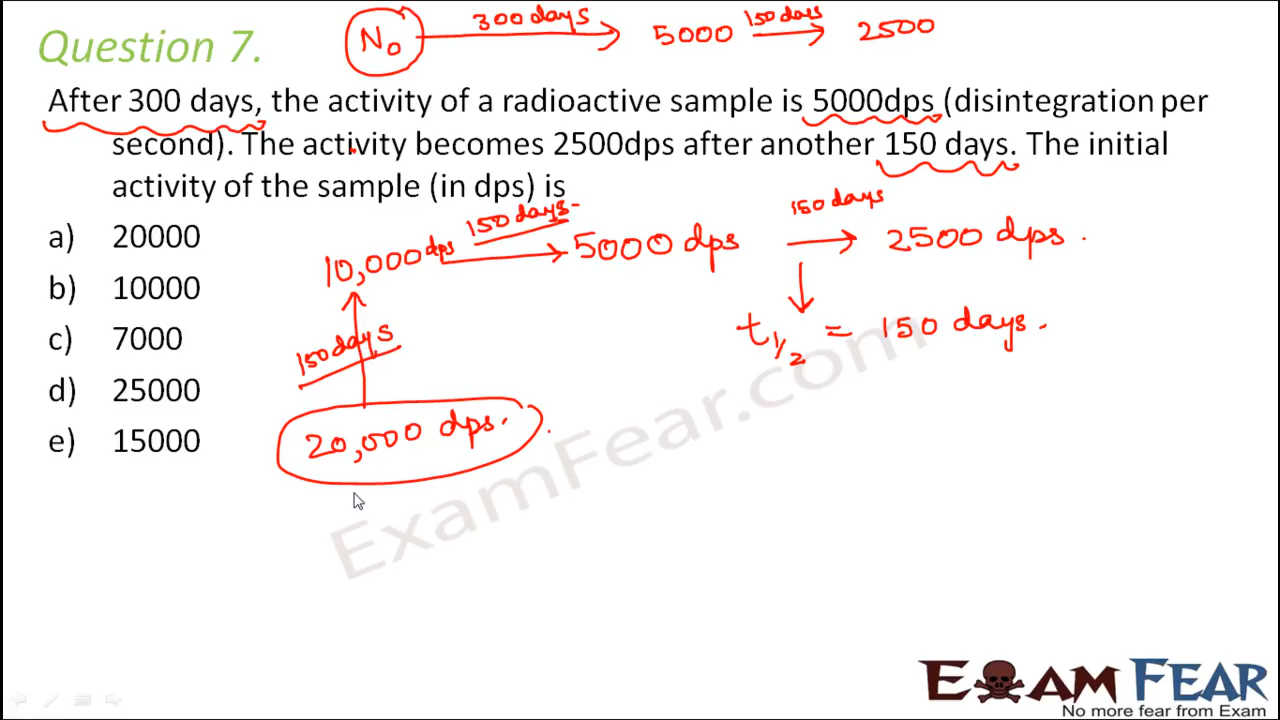 Question 7.
N₀ 300 days 5000 150 days 2500
After 300 days, the activity of a radioactive sample is 5000dps (disintegration per
second). The activity becomes 2500dps after another 150 days. The initial
activity of the sample (in dps) is
a) 20000
b) 10000
c) 7000
d) 25000
e) 15000
10,000 dps 150 days 5000 dps 150 days 2500 dps.
150 days
t1/2 = 150 days.
20,000 dps.
ExamFear.com
EXAM FEAR
No more fear from Exam